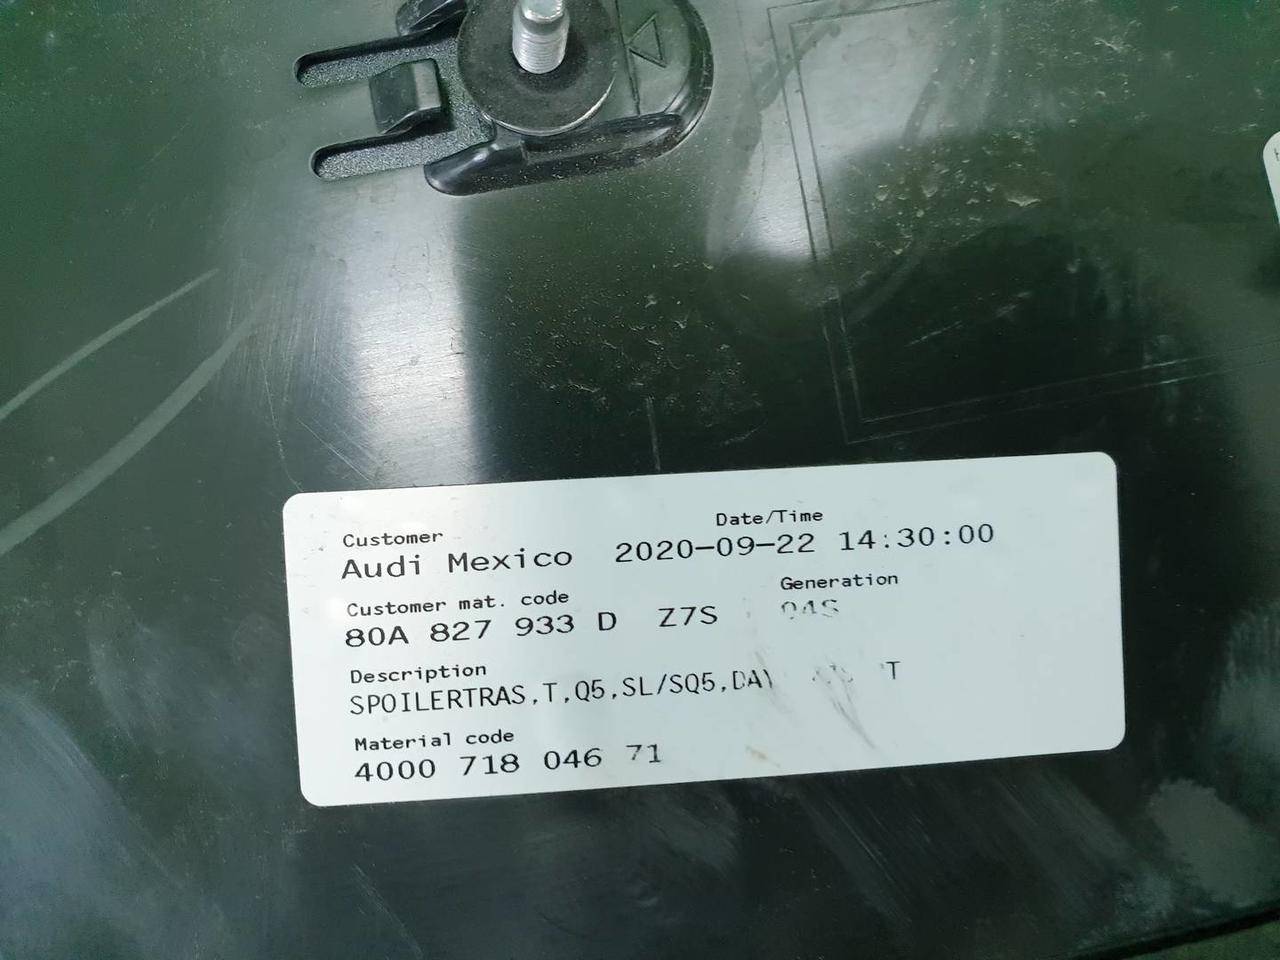 Customer Date/Time
Audi Mexico 2020-09-22 14:30:00
Customer mat. code Generation
80A 827 933 D Z7S 04S
Description
SPOILERTRAS,T,Q5,SL/SQ5,
Material code
4000 718 046 71